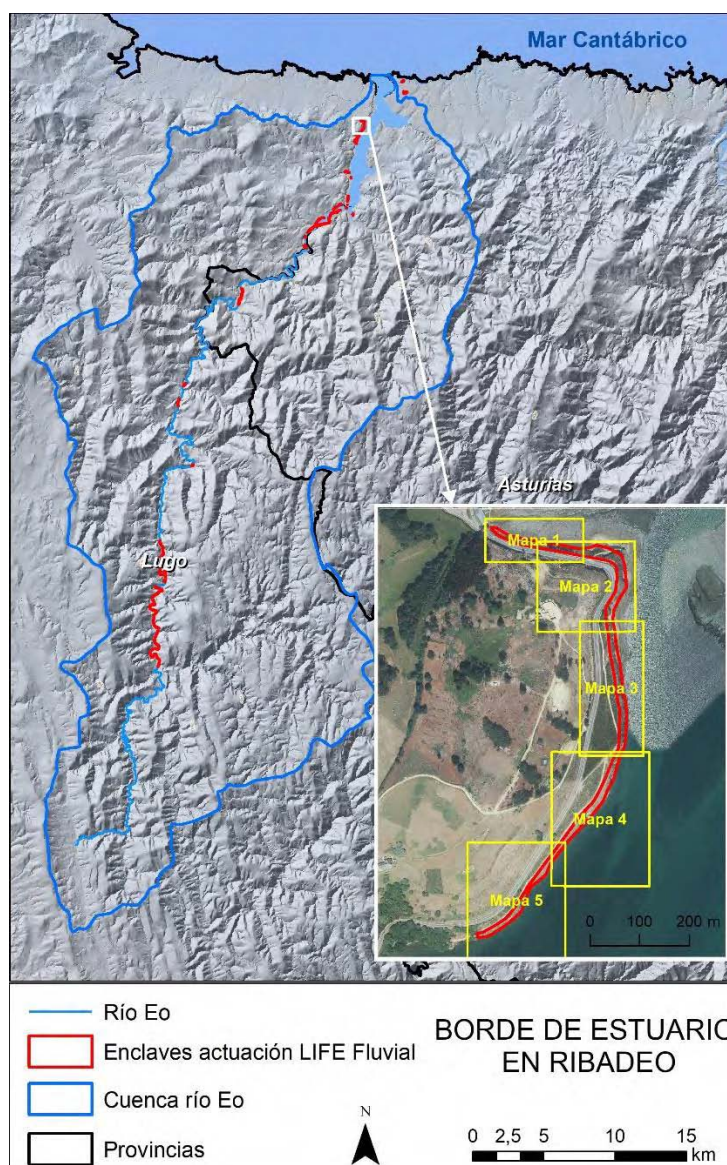 Mar Cantábrico
Asturias
Lugo
Mapa 1
Mapa 2
Mapa 3
Mapa 4
Mapa 5
0 100 200 m
Río Eo
Enclaves actuación LIFE Fluvial
Cuenca río Eo
Provincias
BORDE DE ESTUARIO
EN RIBADEO
N
0 2,5 5 10 15
km